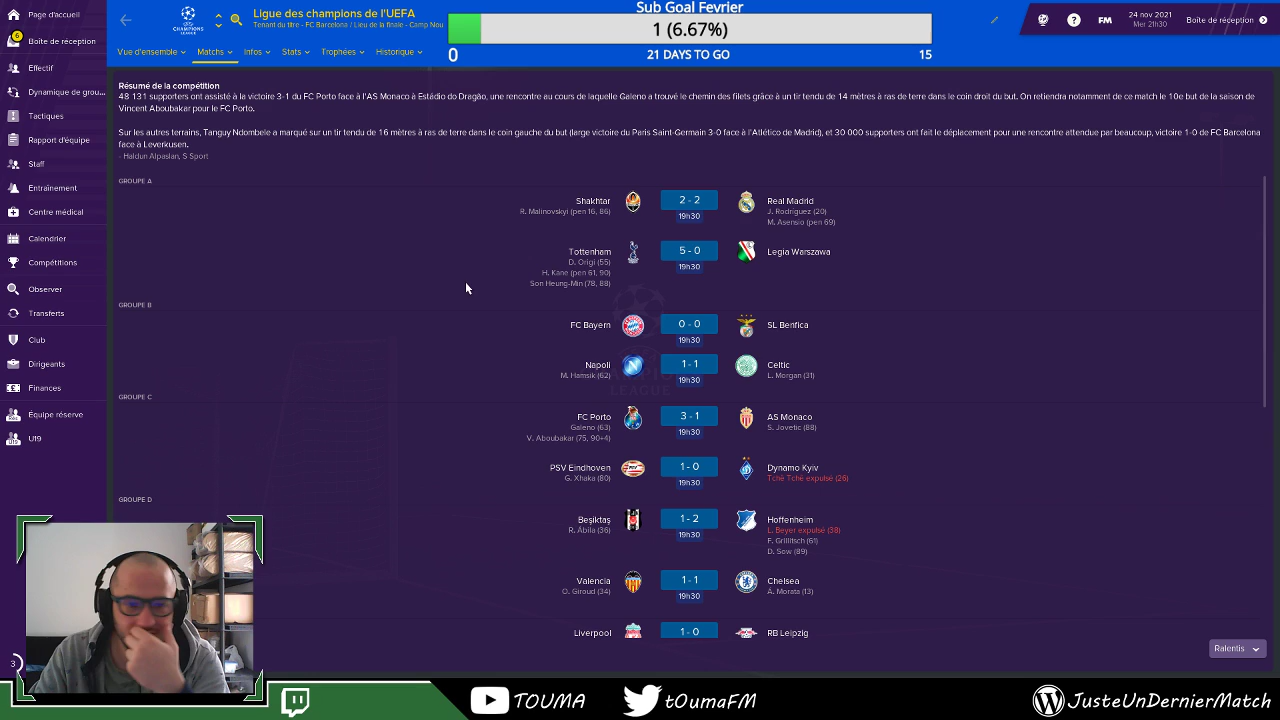 Page d'accueil
6
Boîte de réception
Effectif
Dynamique de grou...
Tactiques
Rapport d'équipe
Staff
Entraînement
Centre médical
Calendrier
Compétitions
Observer
Transferts
Club
Dirigeants
Finances
Équipe réserve
U19
Ligue des champions de l'UEFA
Tenant du titre - FC Barcelona / Lieu de la finale - Camp Nou
Sub Goal Fevrier
1 (6.67%)
0
21 DAYS TO GO
15
FM
24 nov.2021
Mer 21h30
Boîte de réception
Vue d'ensemble
Matchs
Infos
Stats
Trophées
Historique
Résumé de la compétition
48 131 supporters ont assisté à la victoire 3-1 du FC Porto face à l'AS Monaco à Estádio do Dragão, une rencontre au cours de laquelle Galeno a trouvé le chemin des filets grâce à un tir tendu de 14 mètres à ras de terre dans le coin droit du but. On retiendra notamment de ce match le 10e but de la saison de
Vincent Aboubakar pour le FC Porto.
Sur les autres terrains, Tanguy Ndombele a marqué sur un tir tendu de 16 mètres à ras de terre dans le coin gauche du but (large victoire du Paris Saint-Germain 3-0 face à l'Atlético de Madrid), et 30 000 supporters ont fait le déplacement pour une rencontre attendue par beaucoup, victoire 1-0 de FC Barcelona
face à Leverkusen.
- Haldun Alpaslan, S Sport
GROUPE A
Shakhtar 2 - 2 Real Madrid
R. Malinovskyi (pen 16, 86) 19h30 J. Rodríguez (20)
M. Asensio (pen 69)
Tottenham 5 - 0 Legia Warszawa
D. Origi (55) 19h30
H. Kane (pen 61, 90)
Son Heung-Min (78, 88)
GROUPE B
FC Bayern 0 - 0 SL Benfica
19h30
Napoli 1 - 1 Celtic
M. Hamsik (62) 19h30 L. Morgan (31)
GROUPE C
FC Porto 3 - 1 AS Monaco
Galeno (63) 19h30 S. Jovetic (88)
V. Aboubakar (75, 90+4)
PSV Eindhoven 1 - 0 Dynamo Kyiv
G. Xhaka (80) 19h30 Tchê Tchê expulsé (26)
GROUPE D
Beşiktaş 1 - 2 Hoffenheim
R. Ábila (36) 19h30 L. Beyer expulsé (38)
F. Grillitsch (61)
D. Sow (89)
Valencia 1 - 1 Chelsea
O. Giroud (34) 19h30 Á. Morata (13)
Liverpool 1 - 0 RB Leipzig
Ralentis
3
TOUMA
tOumaFM
JusteUnDernierMatch